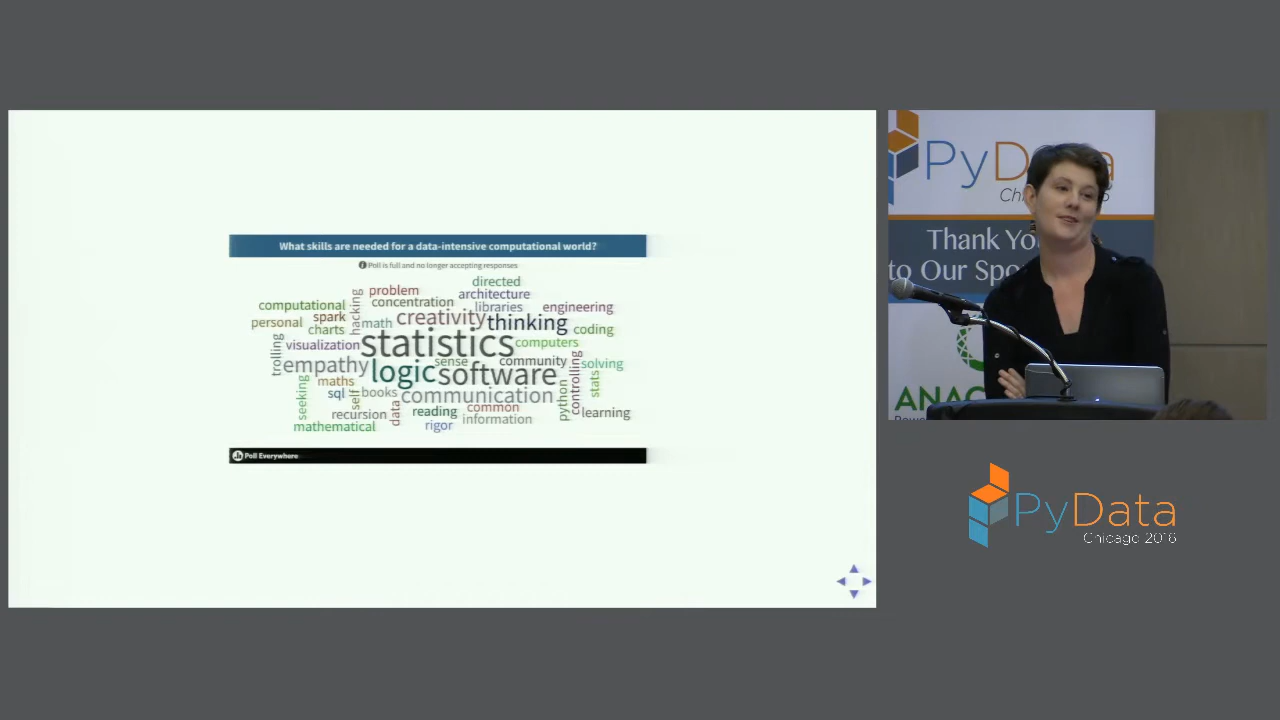 What skills are needed for a data-intensive computational world?
Poll is full and no longer accepting responses
directed
problem
architecture
concentration
computational
hacking
libraries
engineering
spark
personal
math
creativity
thinking
charts
coding
statistics
computers
trolling
visualization
sense
community
solving
empathy
logic
software
controlling
stats
maths
seeking
sql
self
books
communication
python
data
reading
common
learning
recursion
information
mathematical
rigor
Poll Everywhere
PyData
Thank
to Our
PyData
Chicago 2016